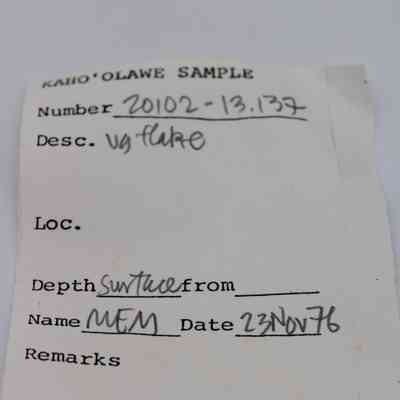 KAHO'OLAWE SAMPLE
Number 20102-13.137
Desc. vg flake
Loc.
Depth surface from
Name MEM Date 23Nov76
Remarks